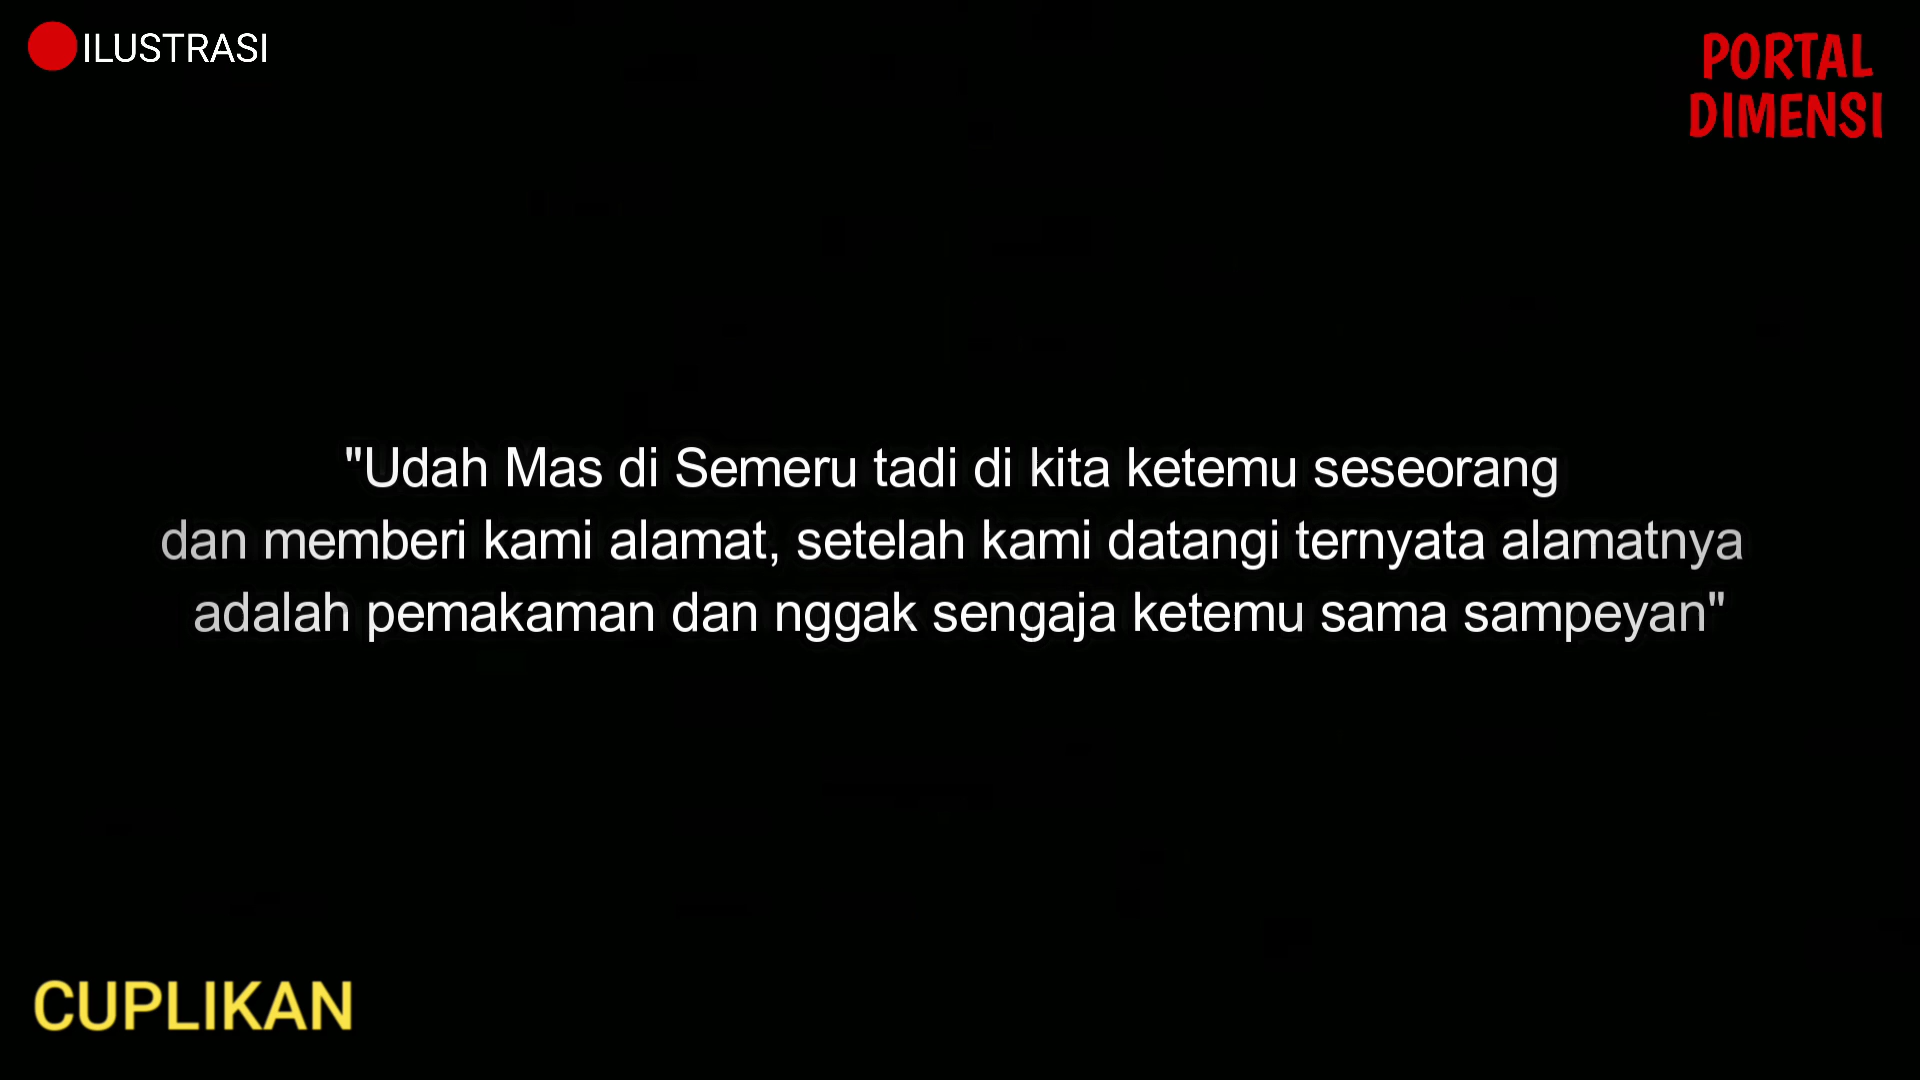 ILUSTRASI
PORTAL
DIMENSI
"Udah Mas di Semeru tadi di kita ketemu seseorang
dan memberi kami alamat, setelah kami datangi ternyata alamatnya
adalah pemakaman dan nggak sengaja ketemu sama sampeyan"
CUPLIKAN